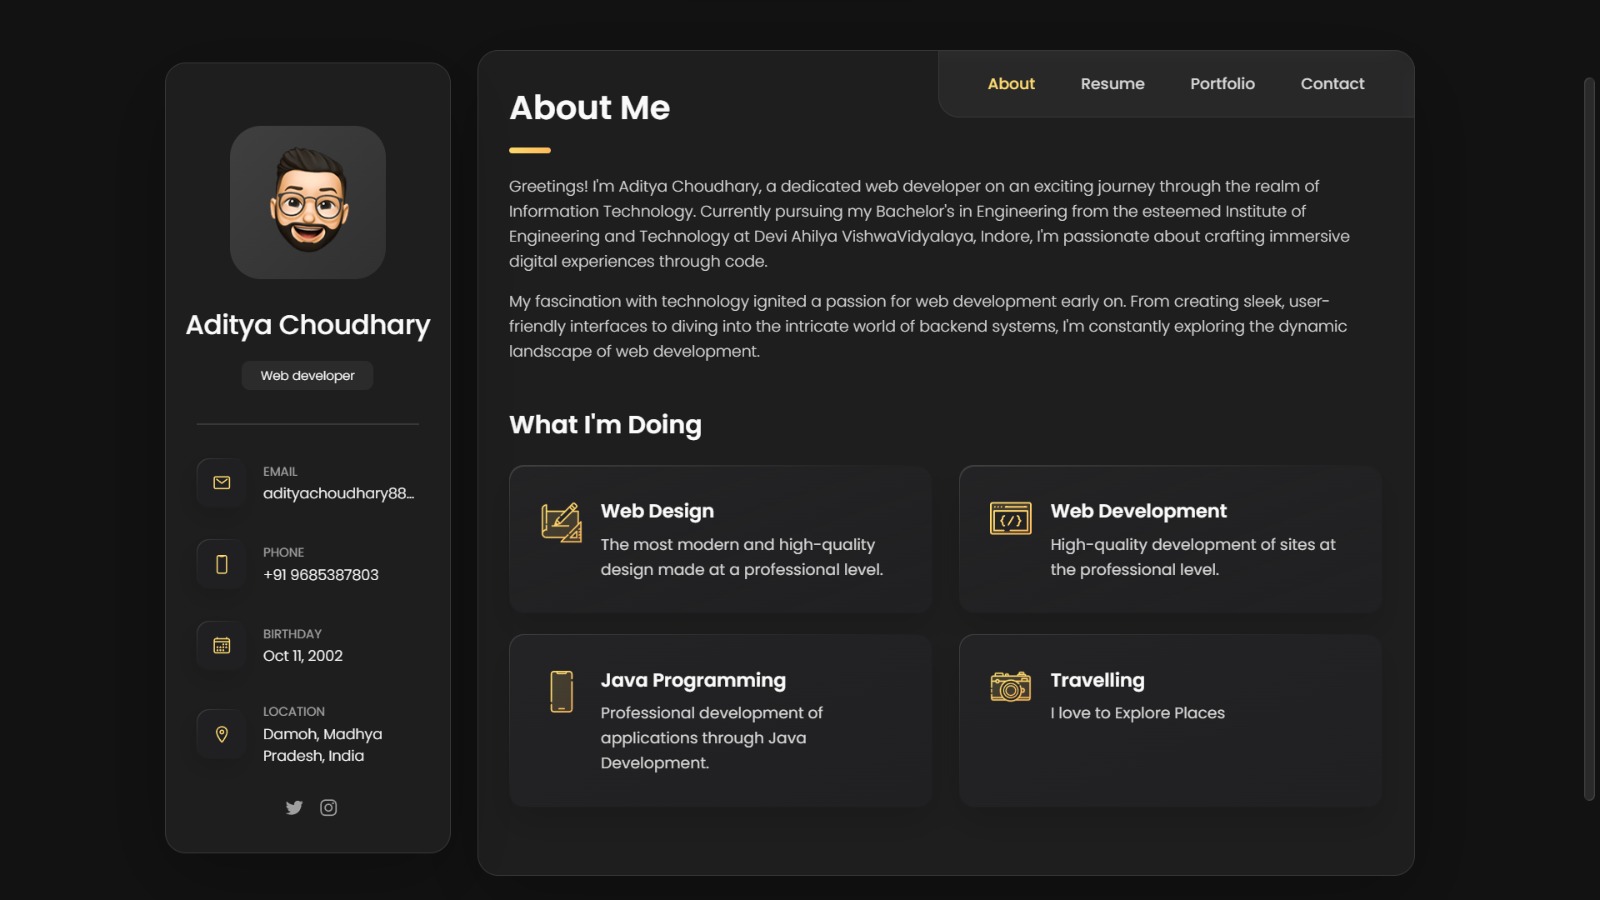 Aditya Choudhary
Web developer
EMAIL
adityachoudhary88...
PHONE
+91 9685387803
BIRTHDAY
Oct 11, 2002
LOCATION
Damoh, Madhya
Pradesh, India
About
Resume
Portfolio
Contact
About Me
Greetings! I'm Aditya Choudhary, a dedicated web developer on an exciting journey through the realm of
Information Technology. Currently pursuing my Bachelor's in Engineering from the esteemed Institute of
Engineering and Technology at Devi Ahilya VishwaVidyalaya, Indore, I'm passionate about crafting immersive
digital experiences through code.
My fascination with technology ignited a passion for web development early on. From creating sleek, user-
friendly interfaces to diving into the intricate world of backend systems, I'm constantly exploring the dynamic
landscape of web development.
What I'm Doing
Web Design
The most modern and high-quality
design made at a professional level.
Web Development
High-quality development of sites at
the professional level.
Java Programming
Professional development of
applications through Java
Development.
Travelling
I love to Explore Places